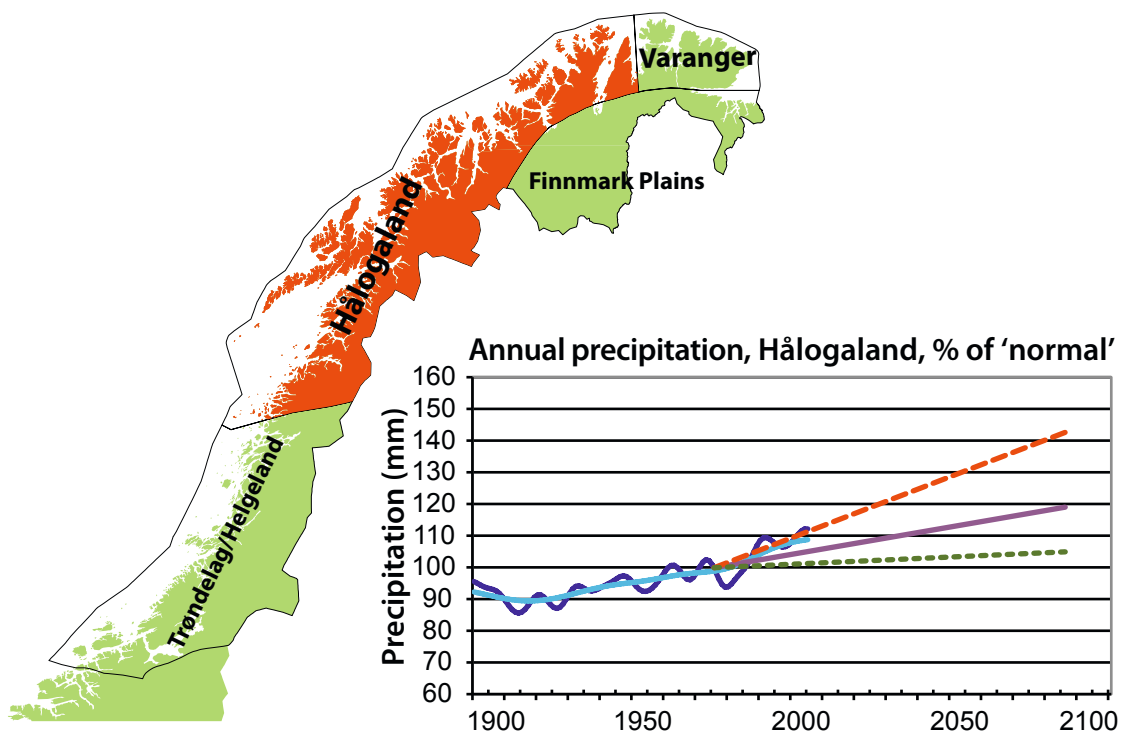 Varanger
Finnmark Plains
Hålogaland
Trøndelag/Helgeland
Annual precipitation, Hålogaland, % of ‘normal’
Precipitation (mm)
160
150
140
130
120
110
100
90
80
70
60
1900 1950 2000 2050 2100